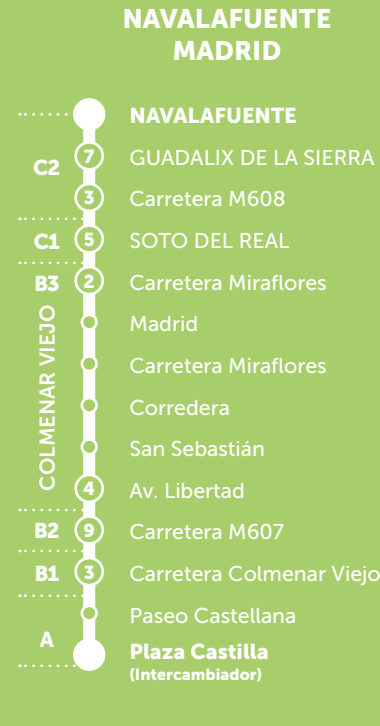 NAVALAFUENTE
MADRID
NAVALAFUENTE
C2
7 GUADALIX DE LA SIERRA
3 Carretera M608
C1 5 SOTO DEL REAL
B3 2 Carretera Miraflores
COLMENAR VIEJO
Madrid
Carretera Miraflores
Corredera
San Sebastián
4 Av. Libertad
B2 9 Carretera M607
B1 3 Carretera Colmenar Viejo
Paseo Castellana
A
Plaza Castilla
(Intercambiador)